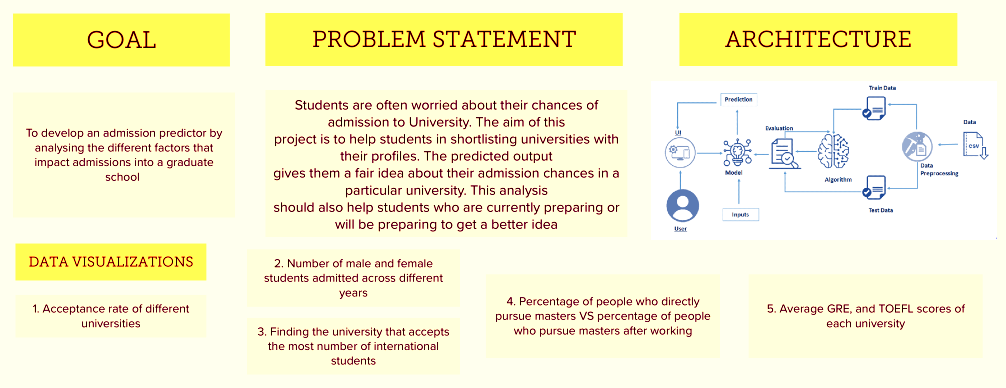 GOAL
PROBLEM STATEMENT
ARCHITECTURE
To develop an admission predictor by
analysing the different factors that
impact admissions into a graduate
school
Students are often worried about their chances of
admission to University. The aim of this
project is to help students in shortlisting universities with
their profiles. The predicted output
gives them a fair idea about their admission chances in a
particular university. This analysis
should also help students who are currently preparing or
will be preparing to get a better idea
Train Data
Prediction
Data
UI
Evaluation
CSV
Model
Algorithm
Data
Preprocessing
Inputs
Test Data
User
DATA VISUALIZATIONS
1. Acceptance rate of different
universities
2. Number of male and female
students admitted across different
years
3. Finding the university that accepts
the most number of international
students
4. Percentage of people who directly
pursue masters VS percentage of people
who pursue masters after working
5. Average GRE, and TOEFL scores of
each university